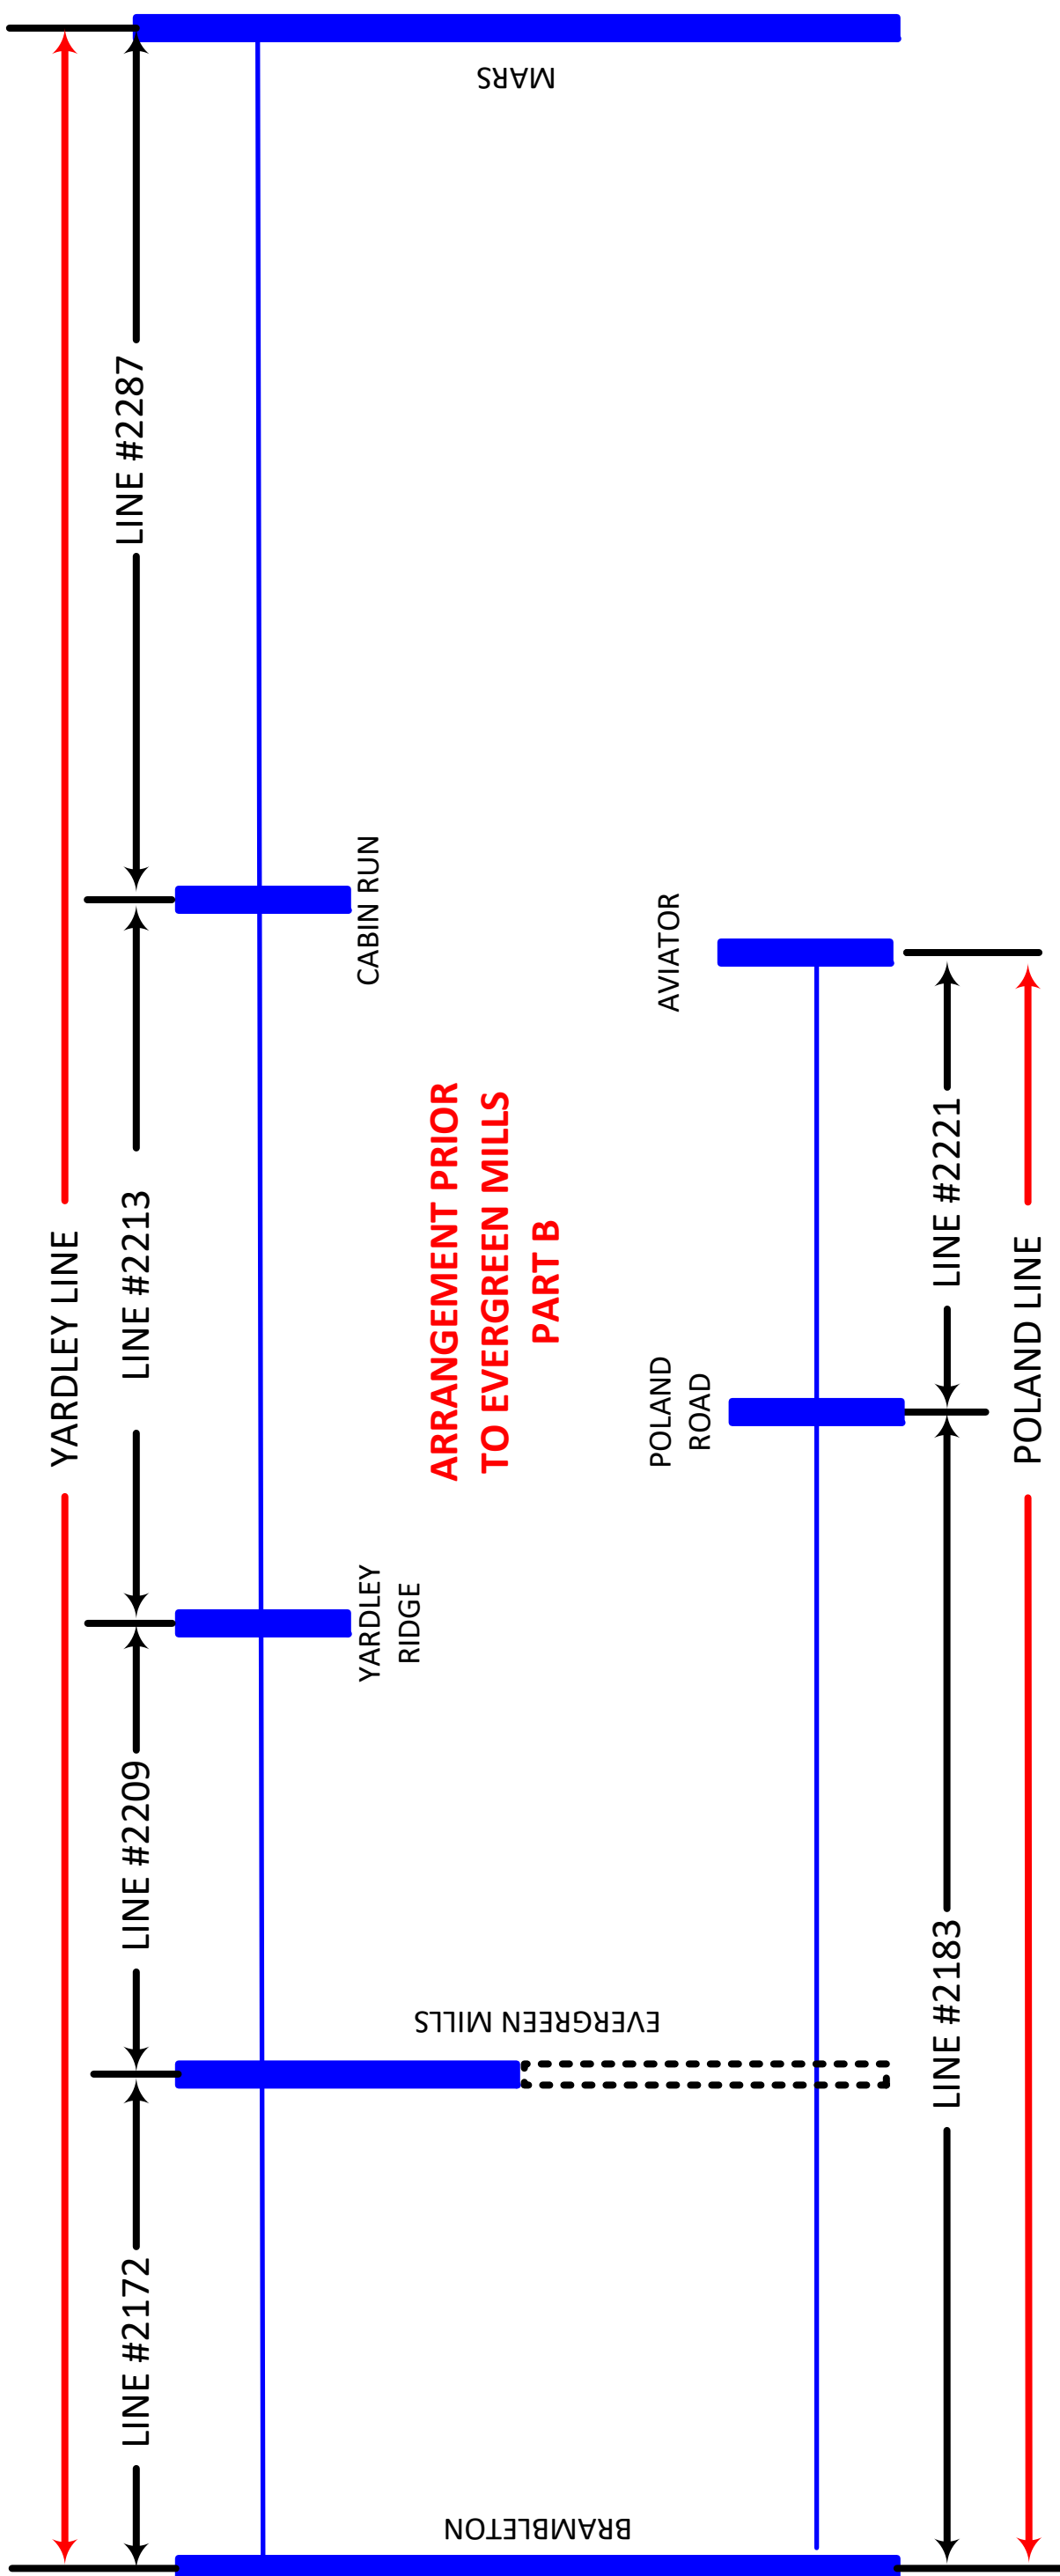 YARDLEY LINE
LINE #2172
LINE #2209
LINE #2213
LINE #2287
BRAMBLETON
EVERGREEN MILLS
YARDLEY
RIDGE
CABIN RUN
MARS
ARRANGEMENT PRIOR
TO EVERGREEN MILLS
PART B
POLAND
ROAD
AVIATOR
LINE #2183
LINE #2221
POLAND LINE